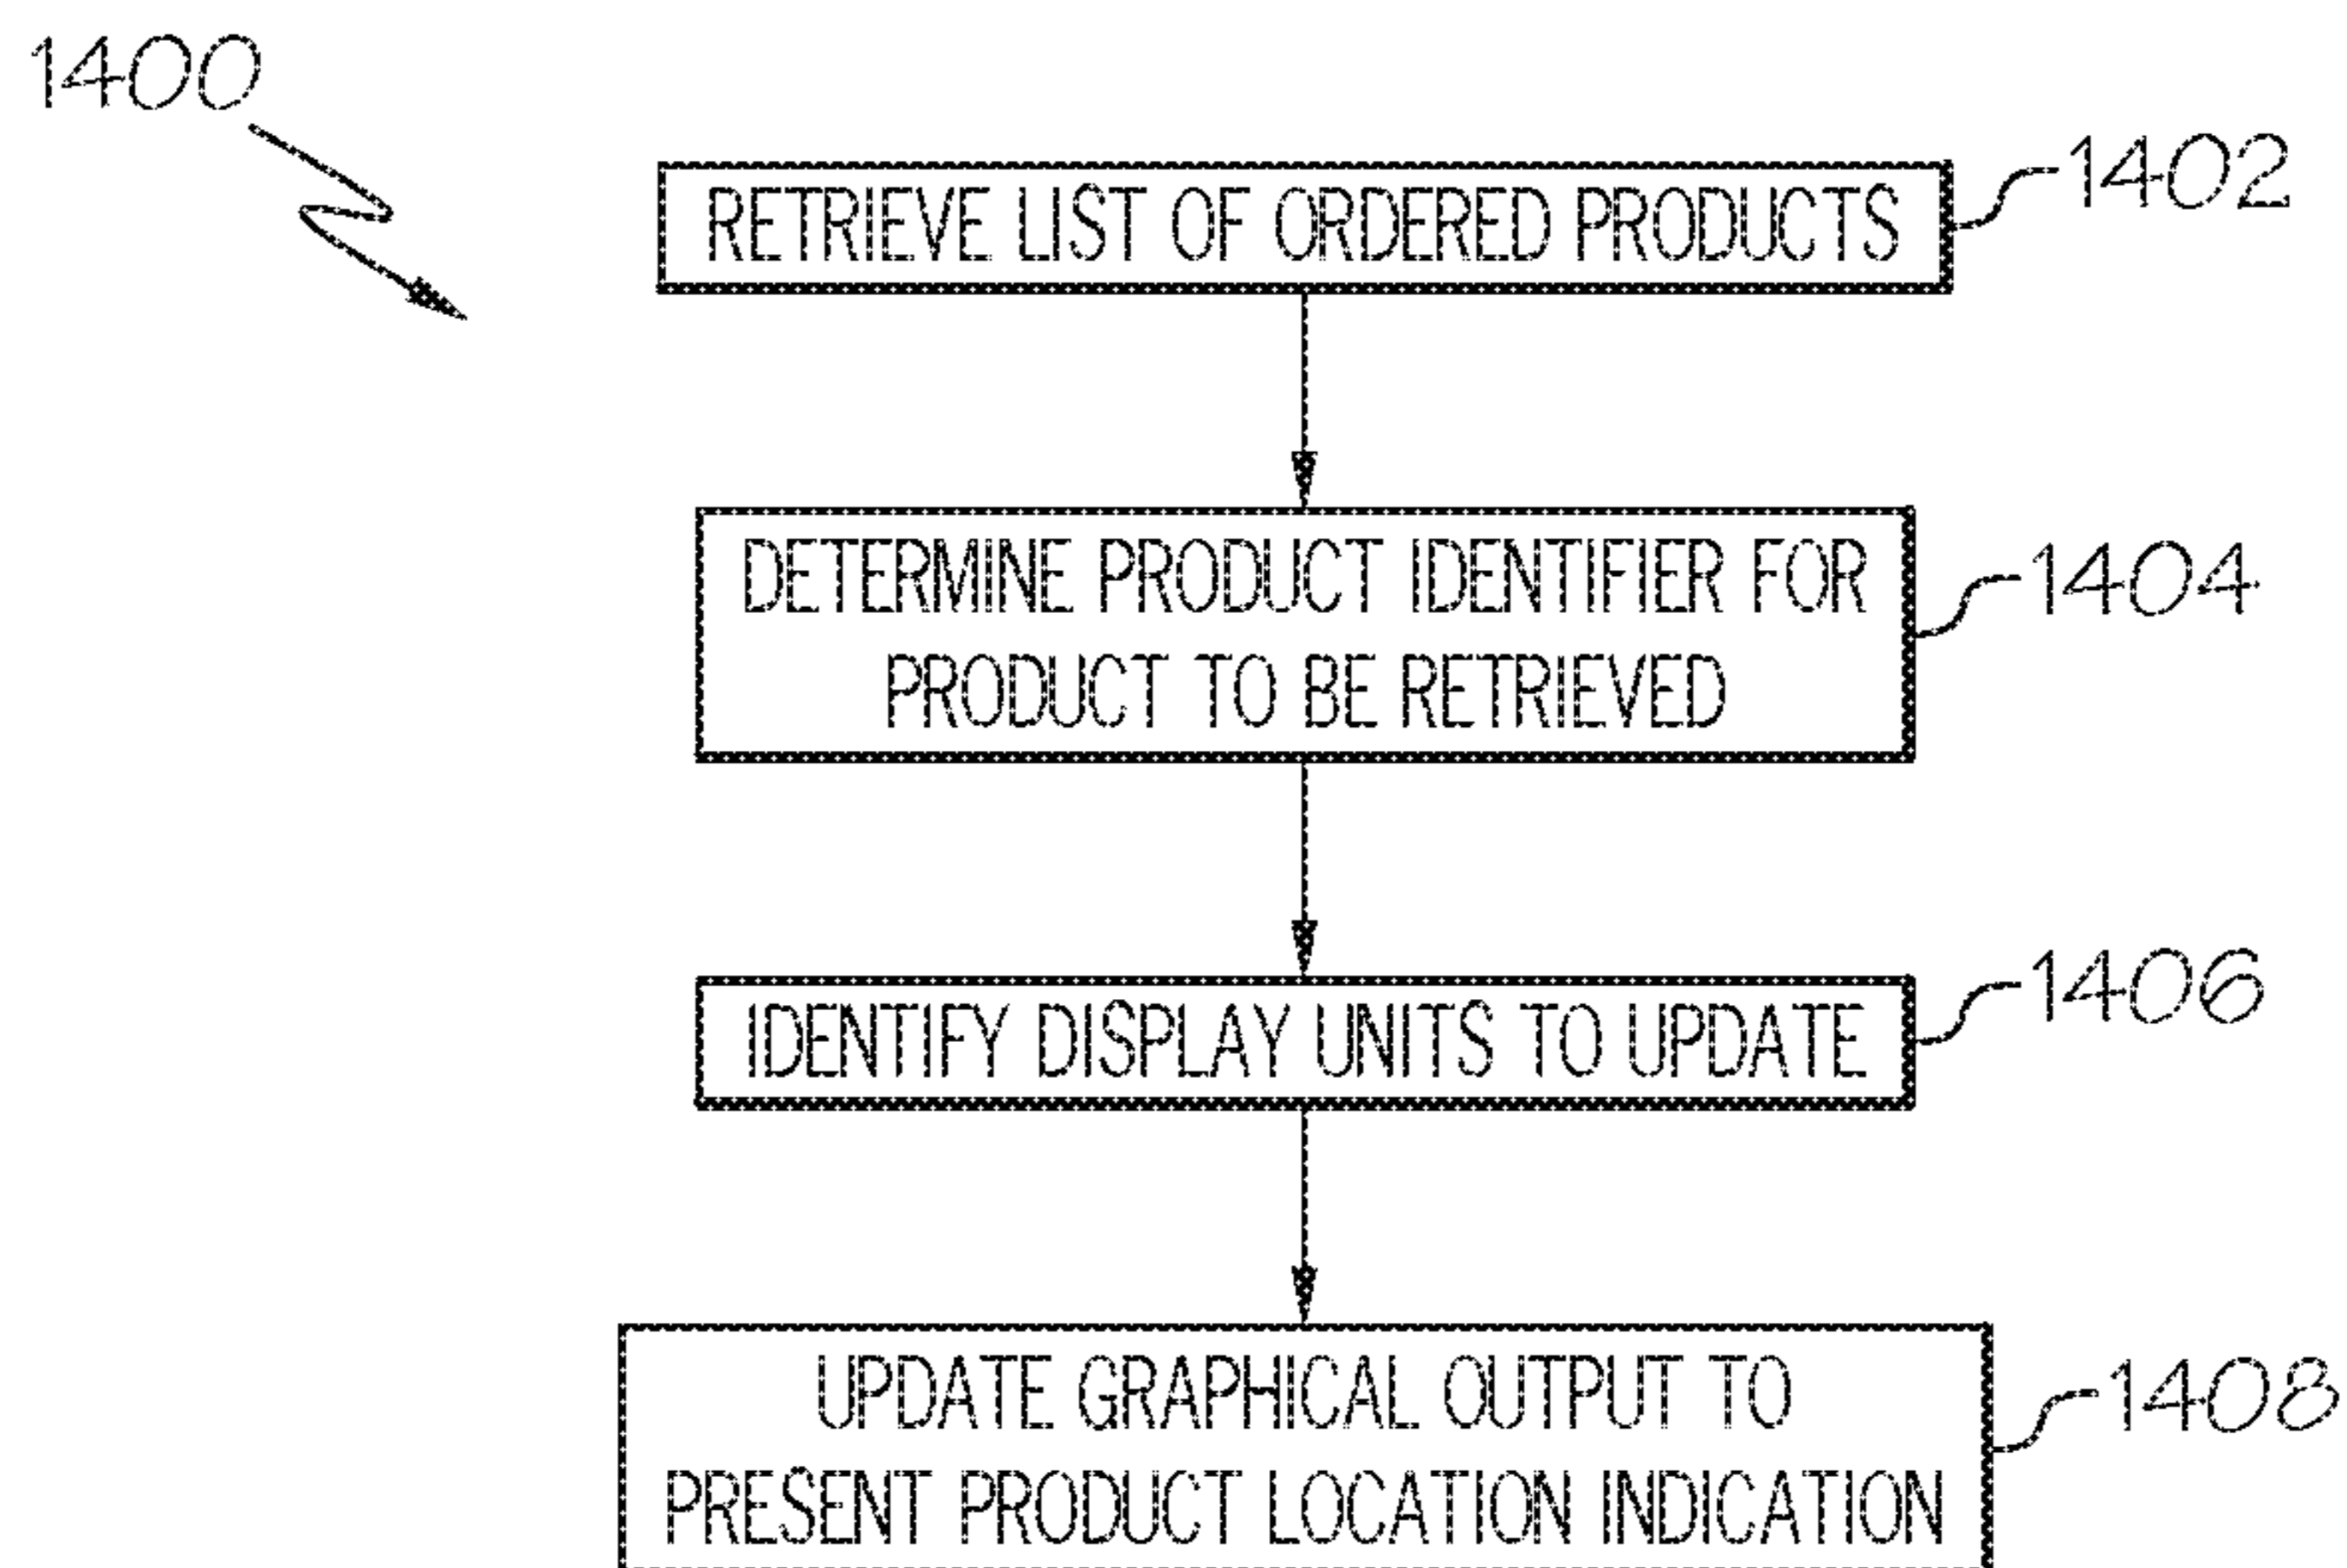 1400
RETRIEVE LIST OF ORDERED PRODUCTS
1402
DETERMINE PRODUCT IDENTIFIER FOR
PRODUCT TO BE RETRIEVED
1404
IDENTIFY DISPLAY UNITS TO UPDATE
1406
UPDATE GRAPHICAL OUTPUT TO
PRESENT PRODUCT LOCATION INDICATION
1408